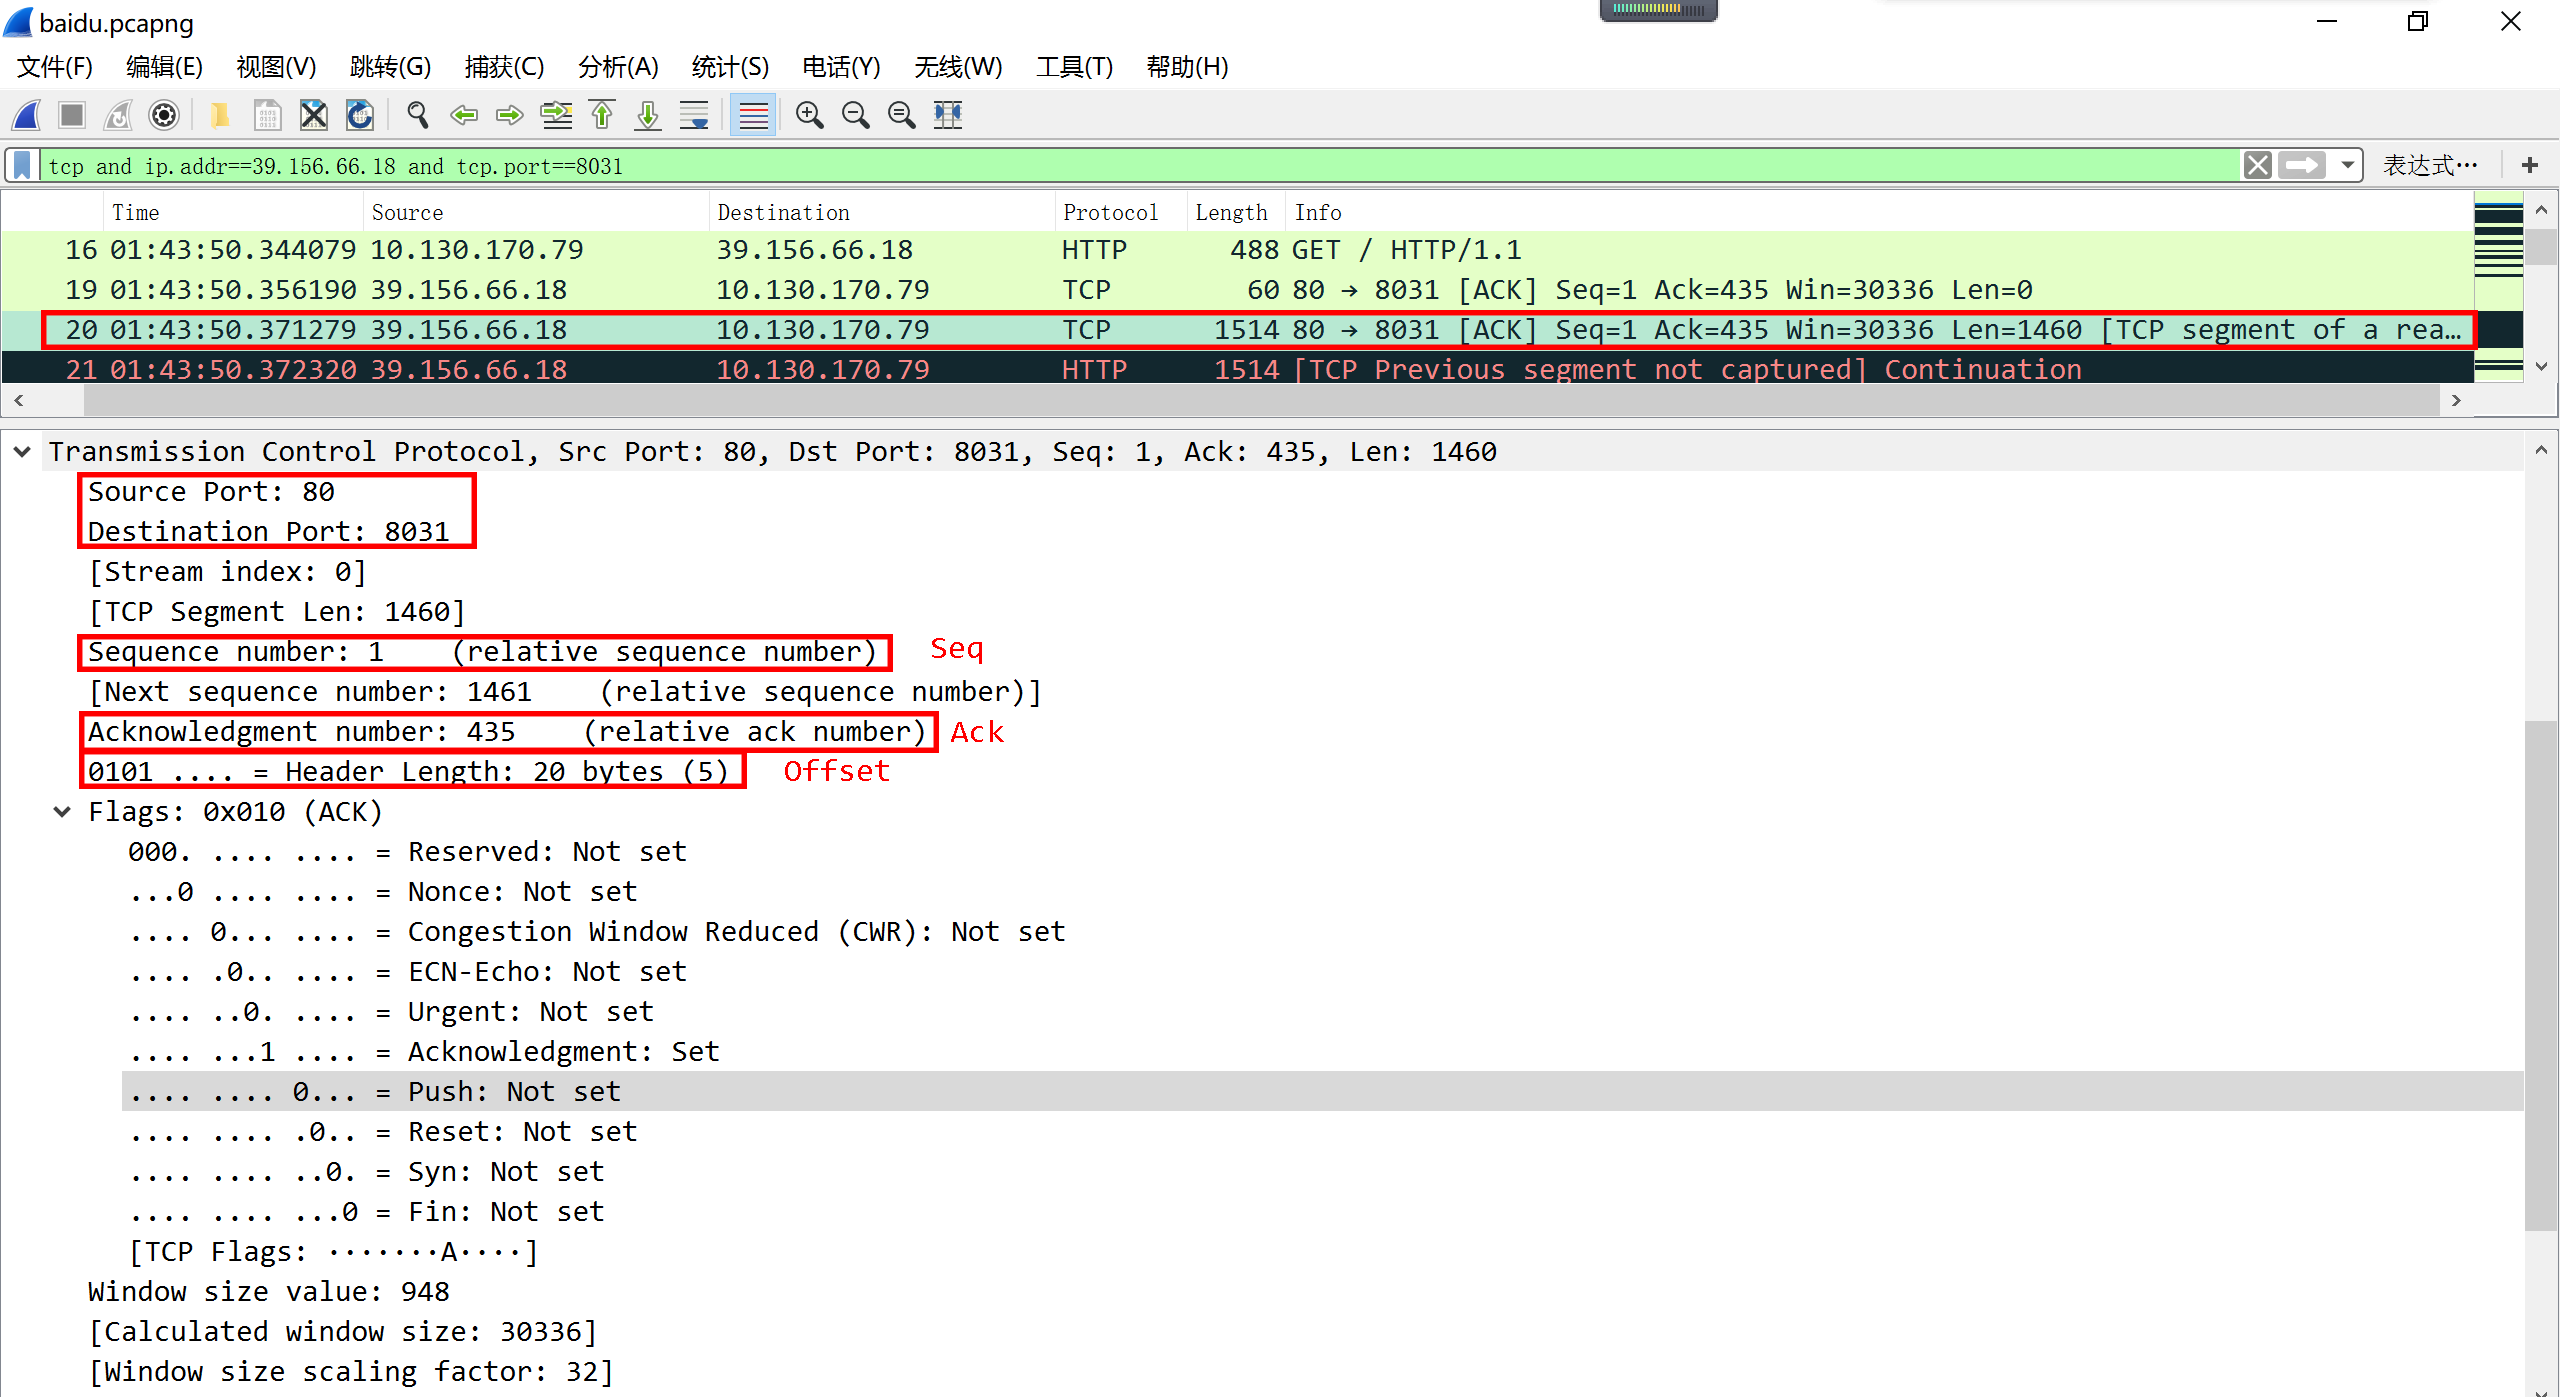 baidu.pcapng
文件(F) 编辑(E) 视图(V) 跳转(G) 捕获(C) 分析(A) 统计(S) 电话(Y) 无线(W) 工具(T) 帮助(H)
tcp and ip.addr==39.156.66.18 and tcp.port==8031 表达式… +
Time Source Destination Protocol Length Info
16 01:43:50.344079 10.130.170.79 39.156.66.18 HTTP 488 GET / HTTP/1.1
19 01:43:50.356190 39.156.66.18 10.130.170.79 TCP 60 80 → 8031 [ACK] Seq=1 Ack=435 Win=30336 Len=0
20 01:43:50.371279 39.156.66.18 10.130.170.79 TCP 1514 80 → 8031 [ACK] Seq=1 Ack=435 Win=30336 Len=1460 [TCP segment of a rea…
21 01:43:50.372320 39.156.66.18 10.130.170.79 HTTP 1514 [TCP Previous segment not captured] Continuation
Transmission Control Protocol, Src Port: 80, Dst Port: 8031, Seq: 1, Ack: 435, Len: 1460
Source Port: 80
Destination Port: 8031
[Stream index: 0]
[TCP Segment Len: 1460]
Sequence number: 1    (relative sequence number) Seq
[Next sequence number: 1461    (relative sequence number)]
Acknowledgment number: 435    (relative ack number) Ack
0101 .... = Header Length: 20 bytes (5) Offset
Flags: 0x010 (ACK)
000. .... .... = Reserved: Not set
...0 .... .... = Nonce: Not set
.... 0... .... = Congestion Window Reduced (CWR): Not set
.... .0.. .... = ECN-Echo: Not set
.... ..0. .... = Urgent: Not set
.... ...1 .... = Acknowledgment: Set
.... .... 0... = Push: Not set
.... .... .0.. = Reset: Not set
.... .... ..0. = Syn: Not set
.... .... ...0 = Fin: Not set
[TCP Flags: ·······A····]
Window size value: 948
[Calculated window size: 30336]
[Window size scaling factor: 32]